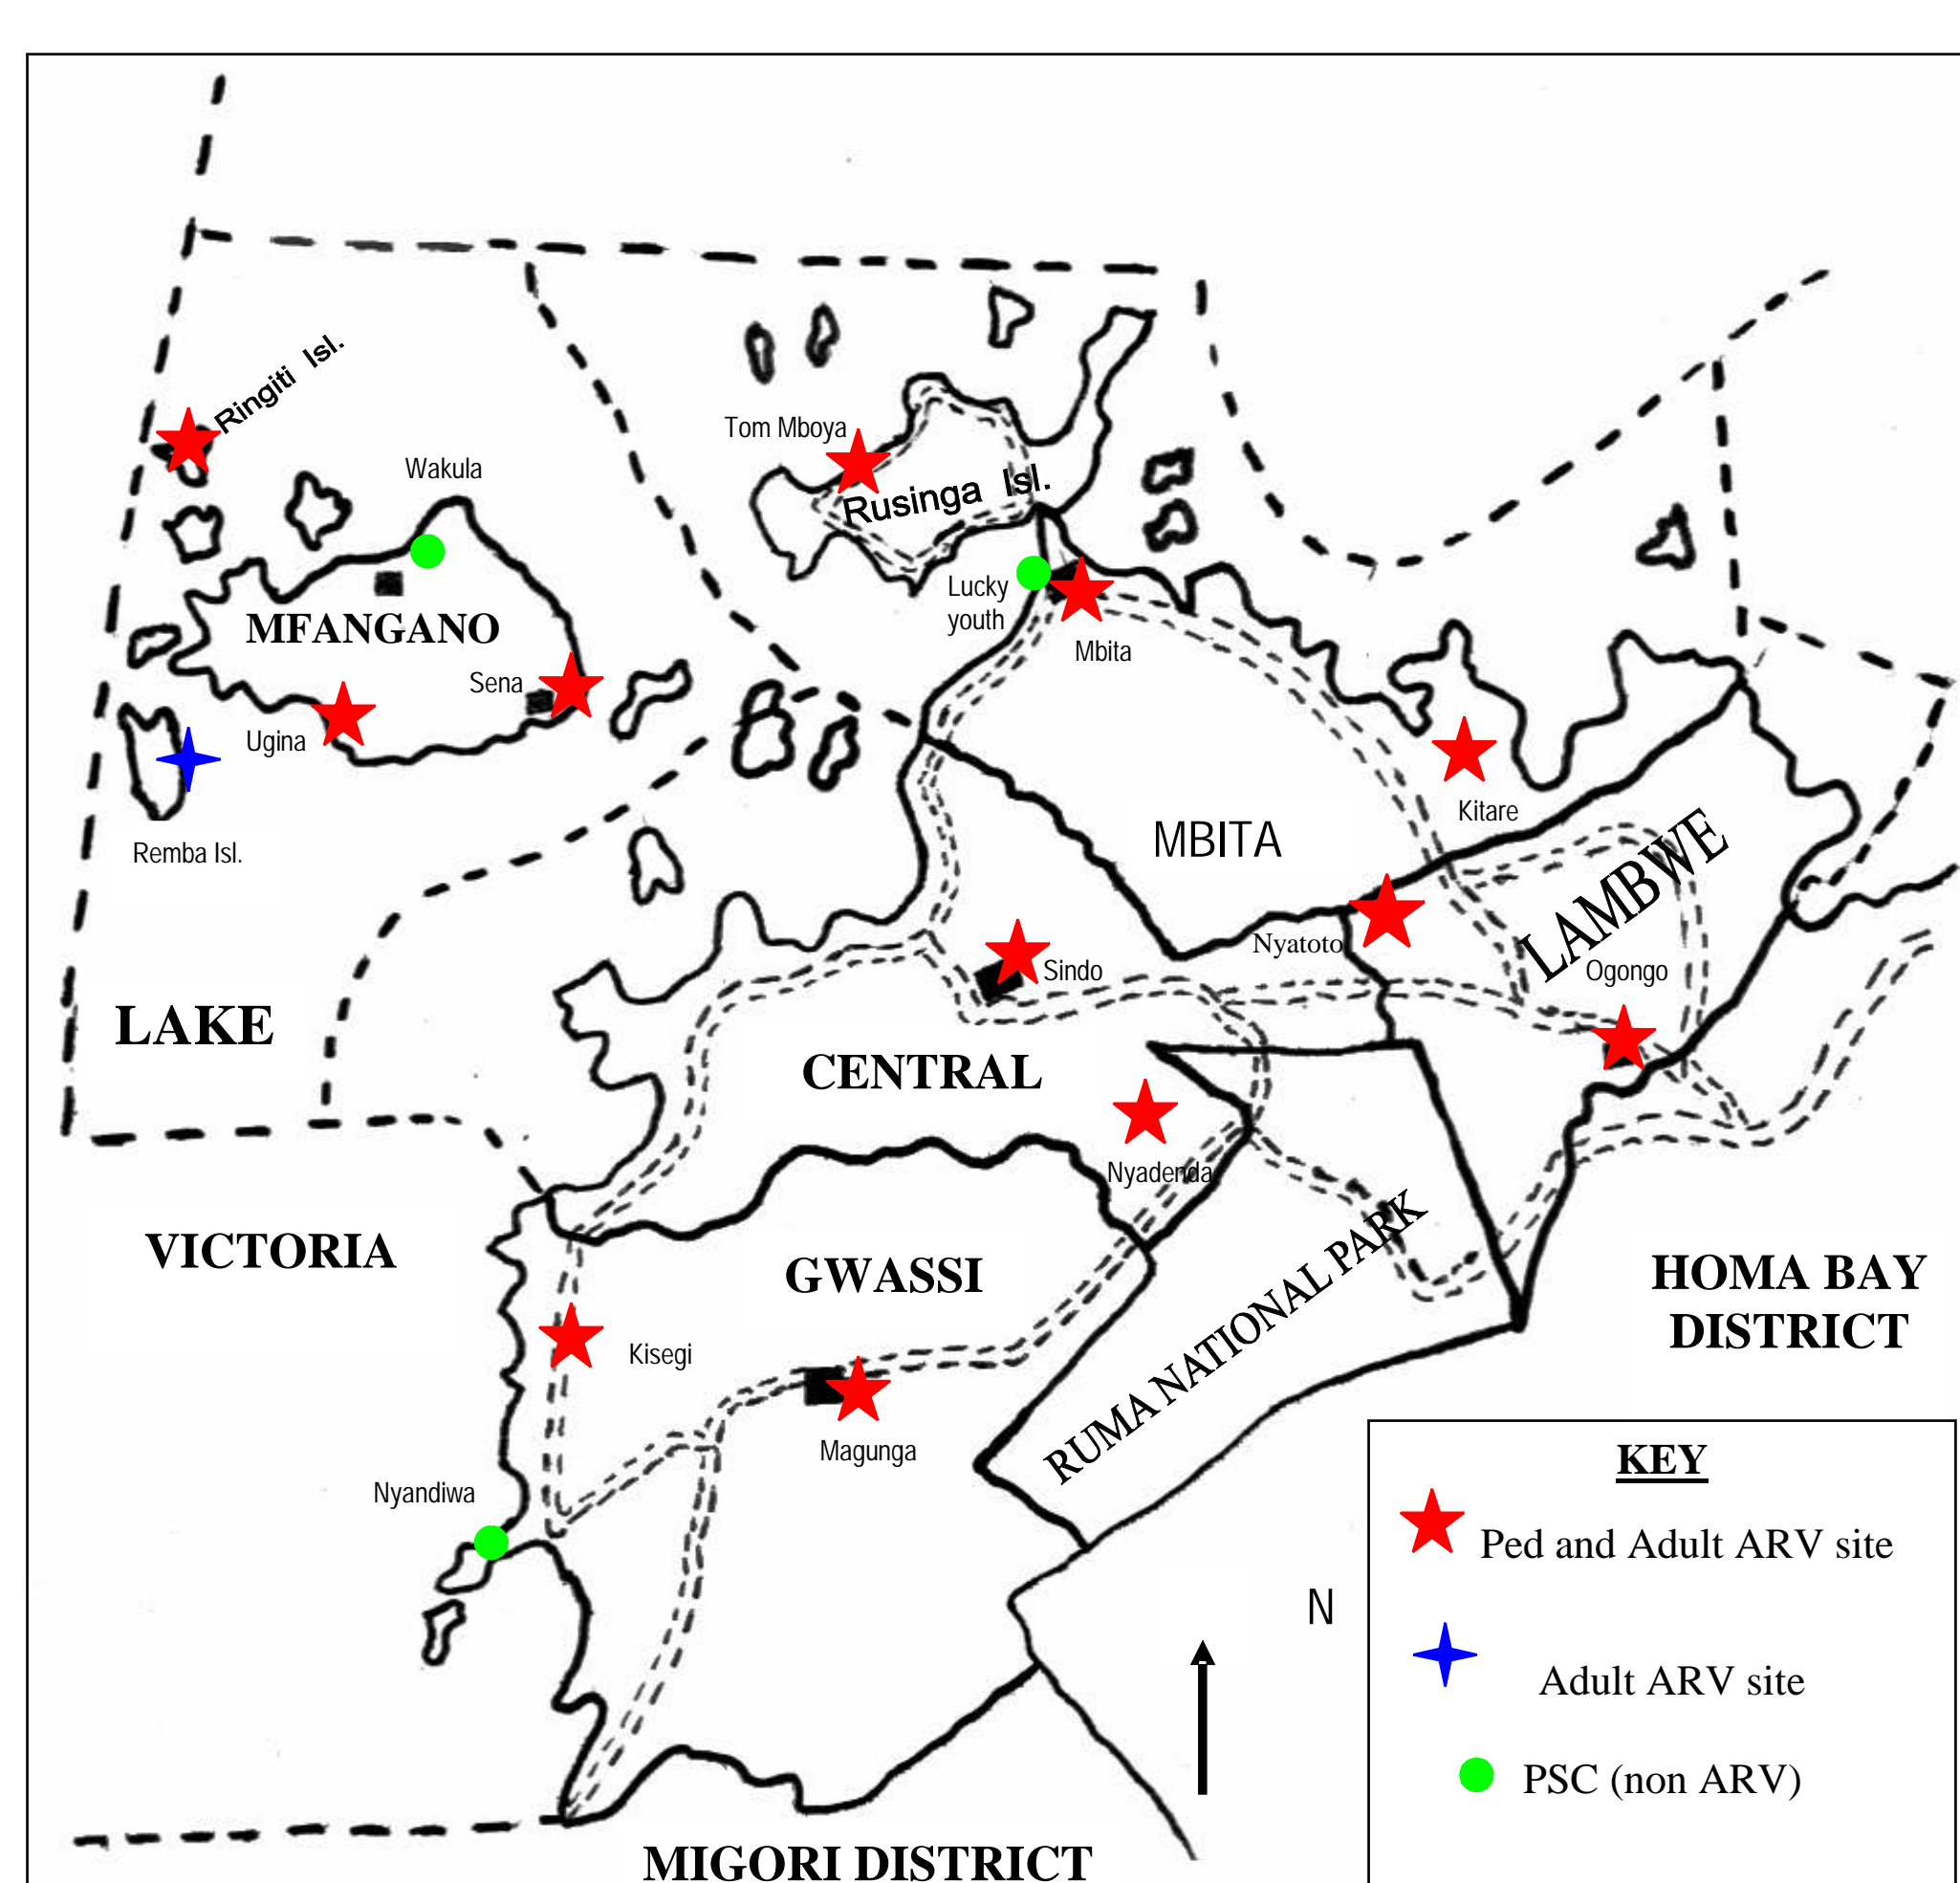 Ringiti Isl.
Tom Mboya
Wakula
Rusinga Isl.
Lucky
youth
MFANGANO
Mbita
Sena
Ugina
Kitare
MBITA
Remba Isl.
LAMBWE
Nyatoto
Sindo
Ogongo
LAKE
CENTRAL
Nyadenda
VICTORIA
GWASSI
RUMA NATIONAL PARK
HOMA BAY
DISTRICT
Kisegi
Magunga
Nyandiwa
N
MIGORI DISTRICT
KEY
Ped and Adult ARV site
Adult ARV site
PSC (non ARV)